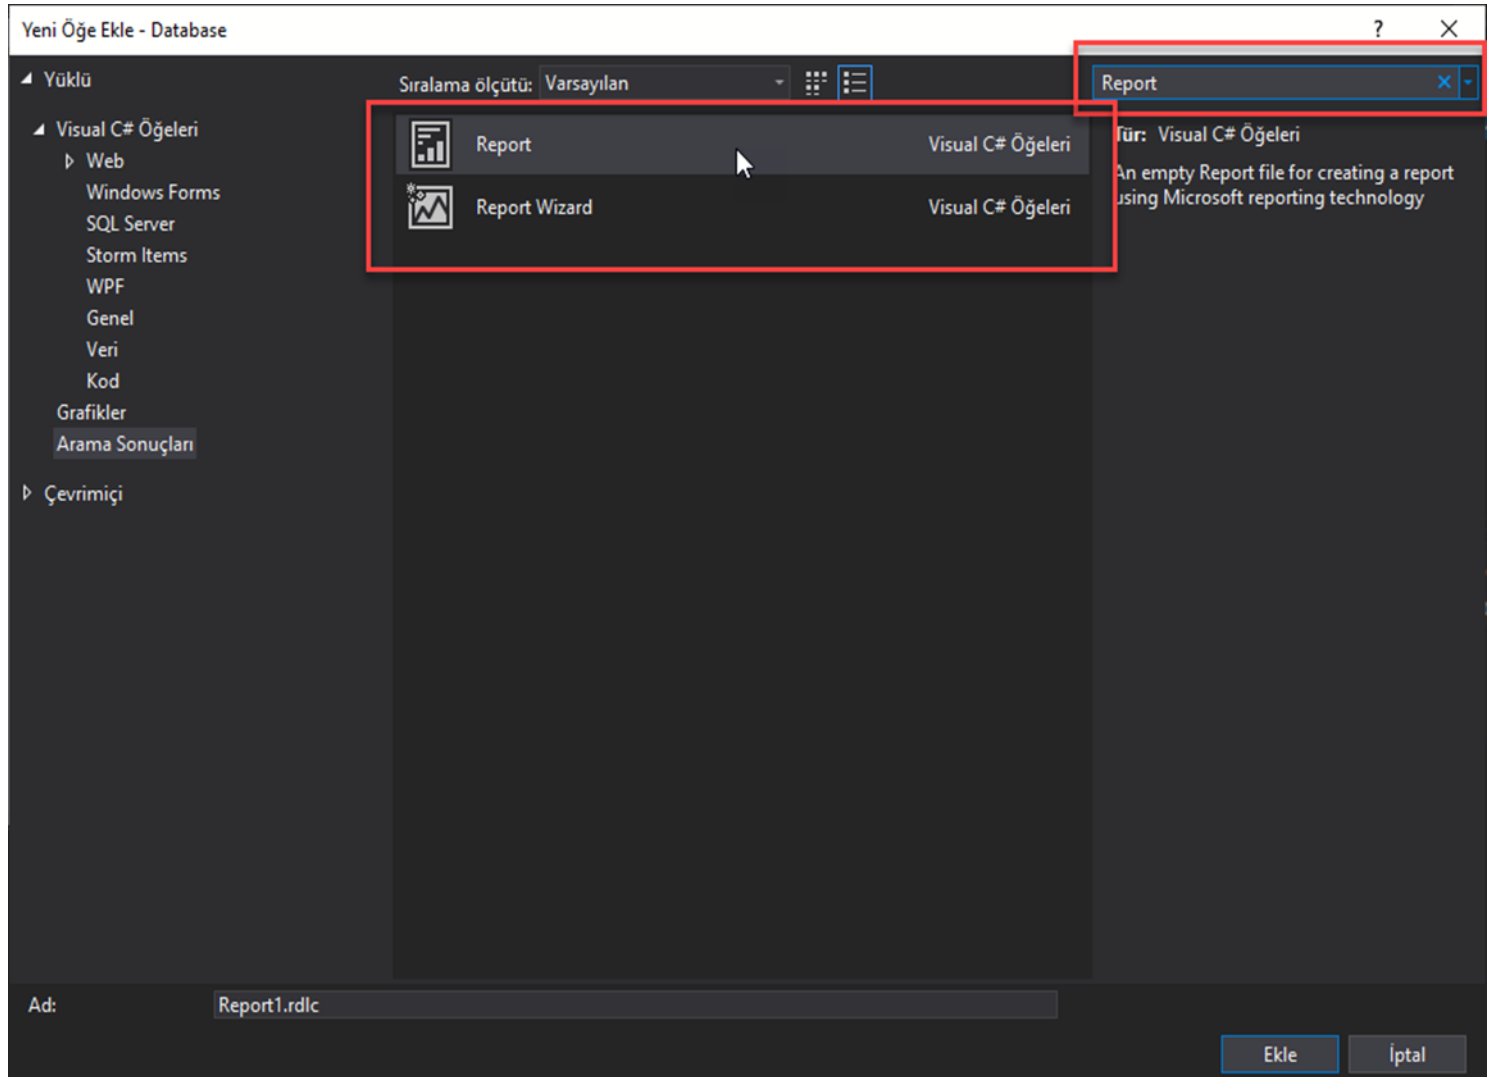 Yeni Öğe Ekle - Database
?
Yüklü
Visual C# Öğeleri
Web
Windows Forms
SQL Server
Storm Items
WPF
Genel
Veri
Kod
Grafikler
Arama Sonuçları
Çevrimiçi
Sıralama ölçütü: Varsayılan
Report Visual C# Öğeleri
Report Wizard Visual C# Öğeleri
Report
Tür: Visual C# Öğeleri
An empty Report file for creating a report
using Microsoft reporting technology
Ad: Report1.rdlc
Ekle İptal